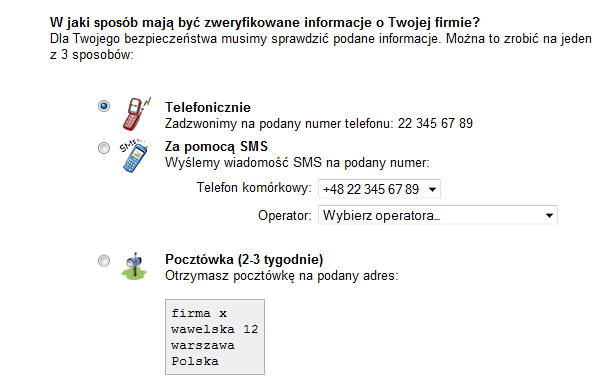 W jaki sposób mają być zweryfikowane informacje o Twojej firmie?
Dla Twojego bezpieczeństwa musimy sprawdzić podane informacje. Można to zrobić na jeden
z 3 sposobów:
Telefonicznie
Zadzwonimy na podany numer telefonu: 22 345 67 89
SMS
Za pomocą SMS
Wyślemy wiadomość SMS na podany numer:
Telefon komórkowy: +48 22 345 67 89
Operator: Wybierz operatora...
Pocztówka (2-3 tygodnie)
Otrzymasz pocztówkę na podany adres:
firma x
wawelska 12
warszawa
Polska